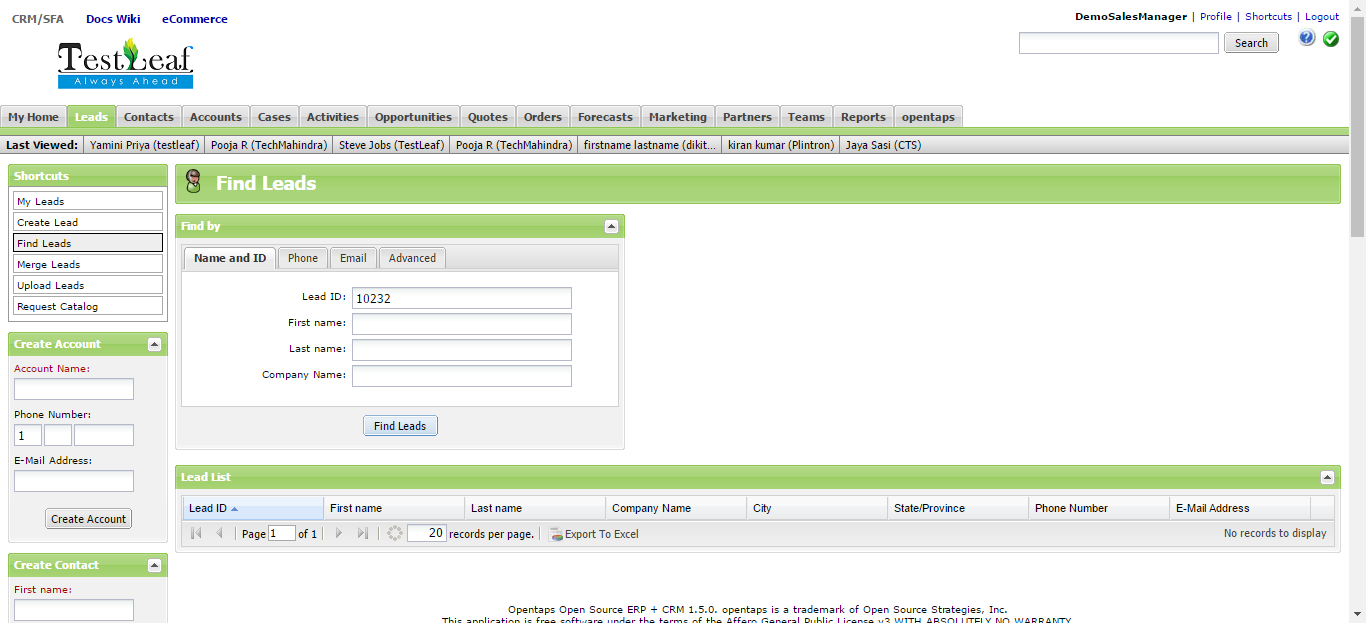 CRM/SFA Docs Wiki eCommerce
DemoSalesManager | Profile | Shortcuts | Logout
TestLeaf
Always Ahead
Search
My Home Leads Contacts Accounts Cases Activities Opportunities Quotes Orders Forecasts Marketing Partners Teams Reports opentaps
Last Viewed: Yamini Priya (testleaf) Pooja R (TechMahindra) Steve Jobs (TestLeaf) Pooja R (TechMahindra) firstname lastname (dikit... kiran kumar (Plintron) Jaya Sasi (CTS)
Shortcuts
My Leads
Create Lead
Find Leads
Merge Leads
Upload Leads
Request Catalog
Create Account
Account Name:
Phone Number:
1
E-Mail Address:
Create Account
Create Contact
First name:
Find Leads
Find by
Name and ID Phone Email Advanced
Lead ID: 10232
First name:
Last name:
Company Name:
Find Leads
Lead List
Lead ID First name Last name Company Name City State/Province Phone Number E-Mail Address
Page 1 of 1 20 records per page. Export To Excel No records to display
Opentaps Open Source ERP + CRM 1.5.0. opentaps is a trademark of Open Source Strategies, Inc.
This application is free software under the terms of the Affero General Public License v3 WITH ABSOLUTELY NO WARRANTY